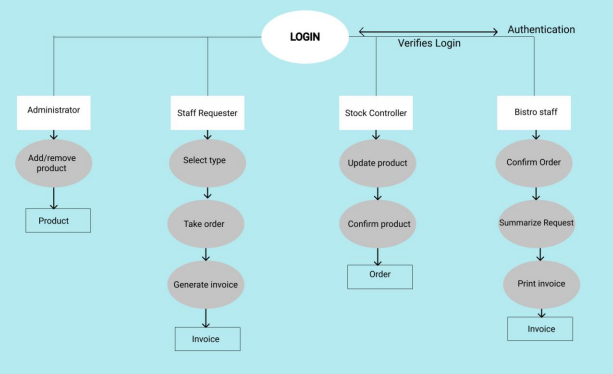 LOGIN
Authentication
Verifies Login
Administrator
Staff Requester
Stock Controller
Bistro staff
Add/remove
product
Select type
Update product
Confirm Order
Product
Take order
Confirm product
Summarize Request
Order
Generate invoice
Print invoice
Invoice
Invoice